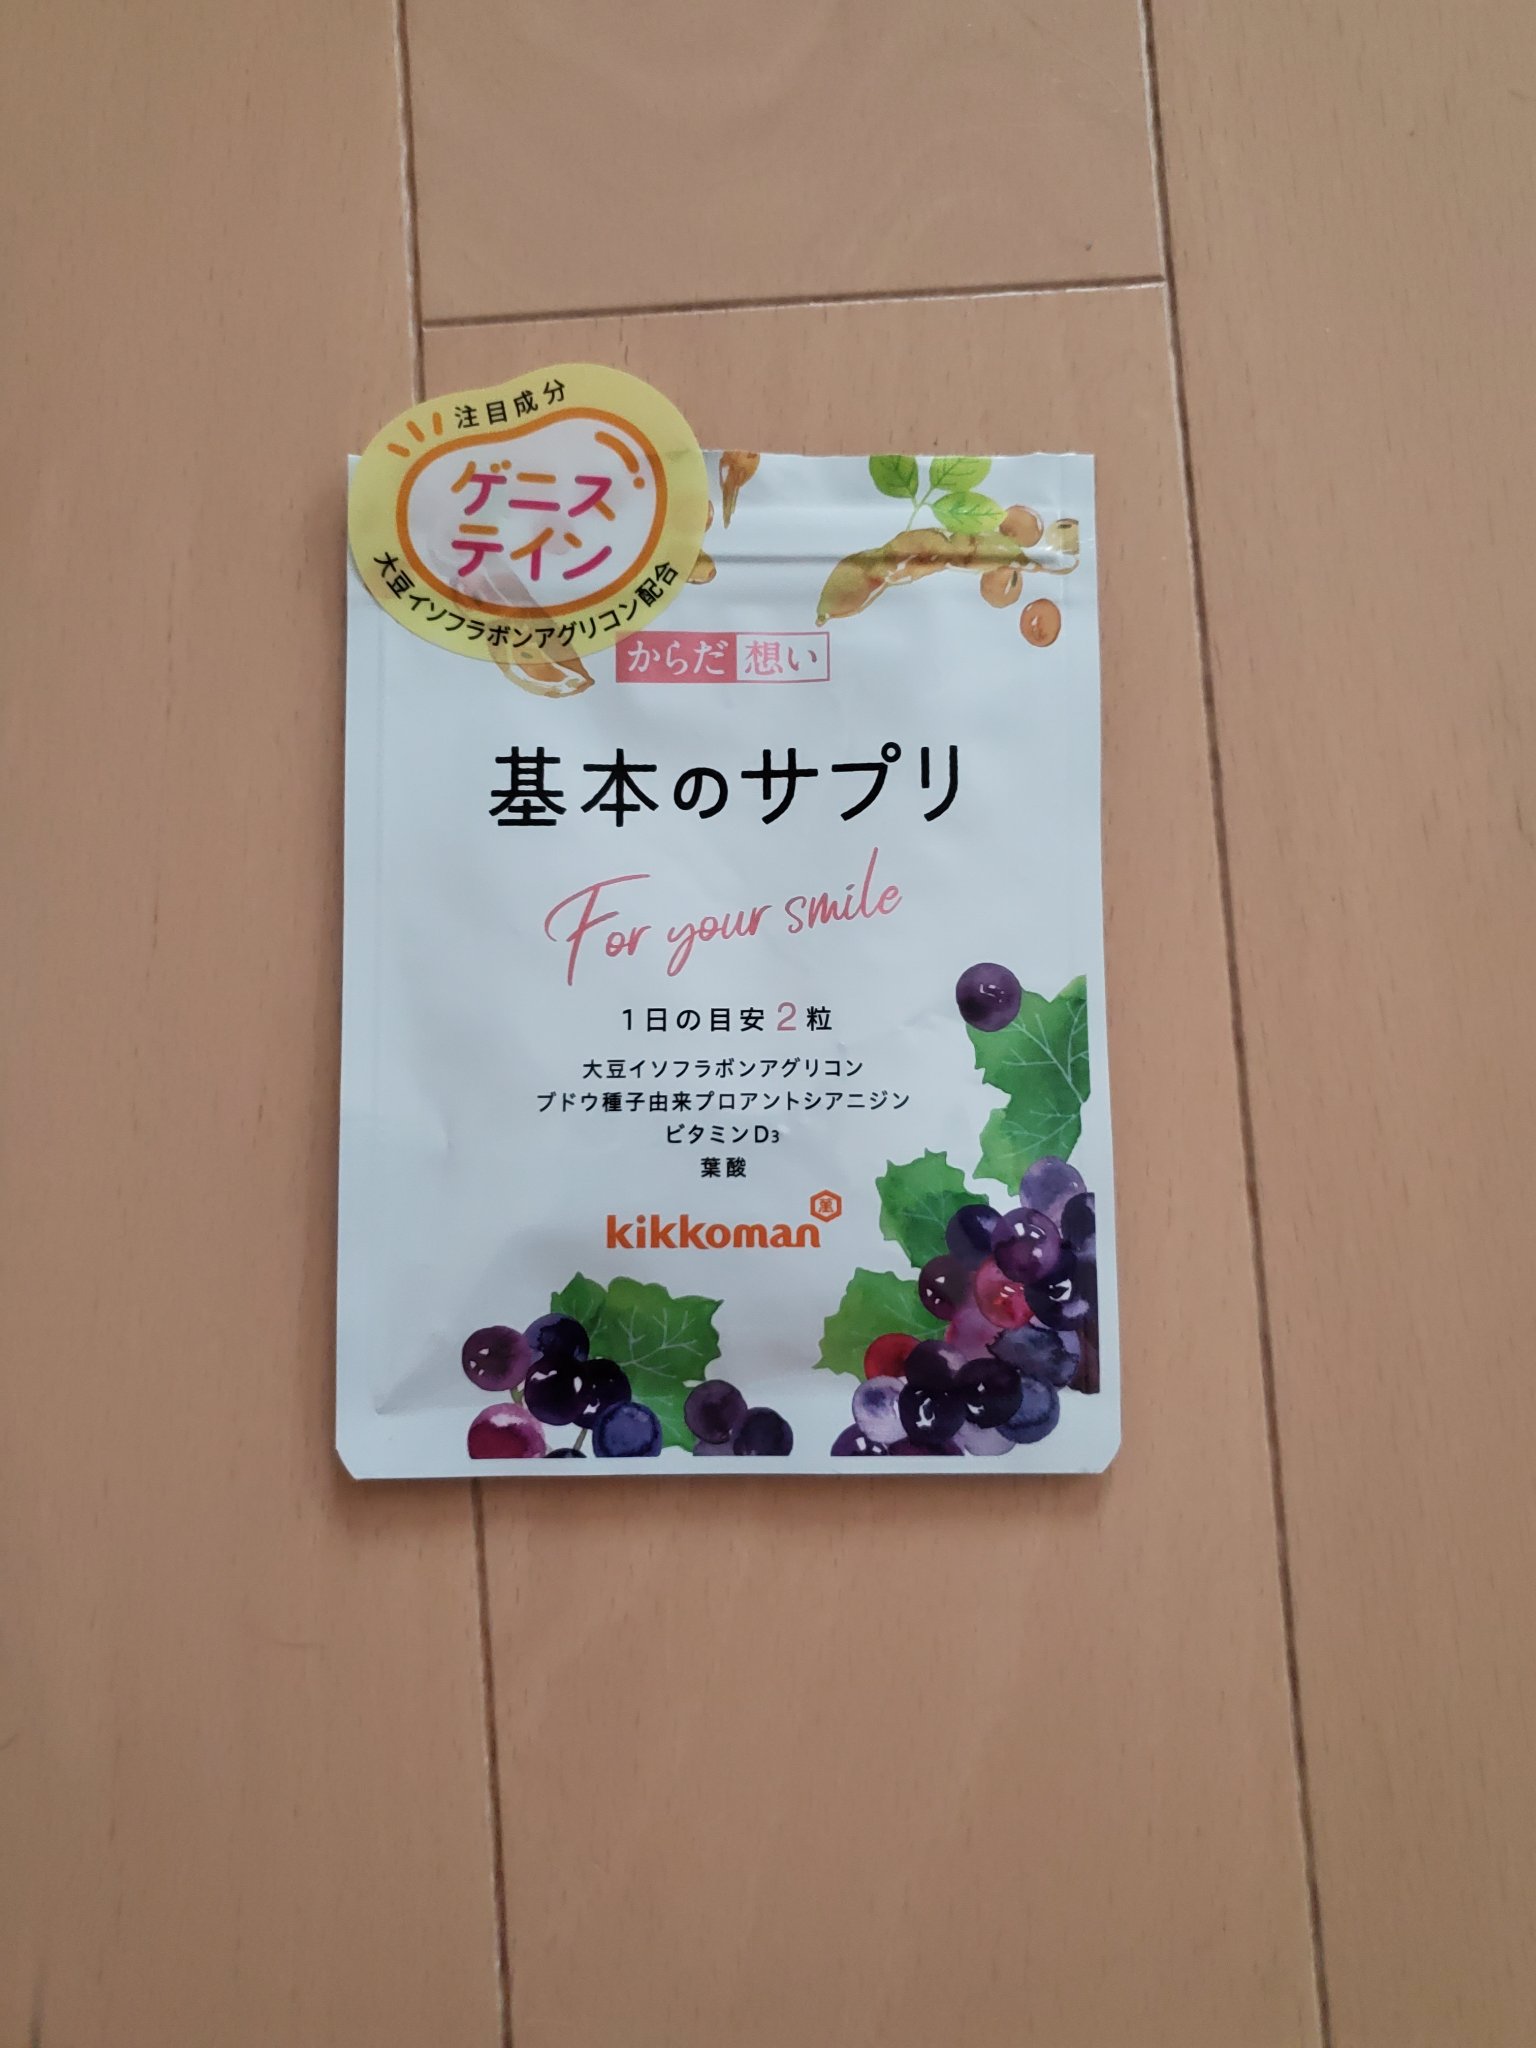 注目成分
ゲニス
テイン
大豆イソフラボンアグリコン配合
からだ想い
基本のサプリ
For your smile
1日の目安2粒
大豆イソフラボンアグリコン
ブドウ種子由来プロアントシアニジン
ビタミンD₃
葉酸
kikkoman
萬